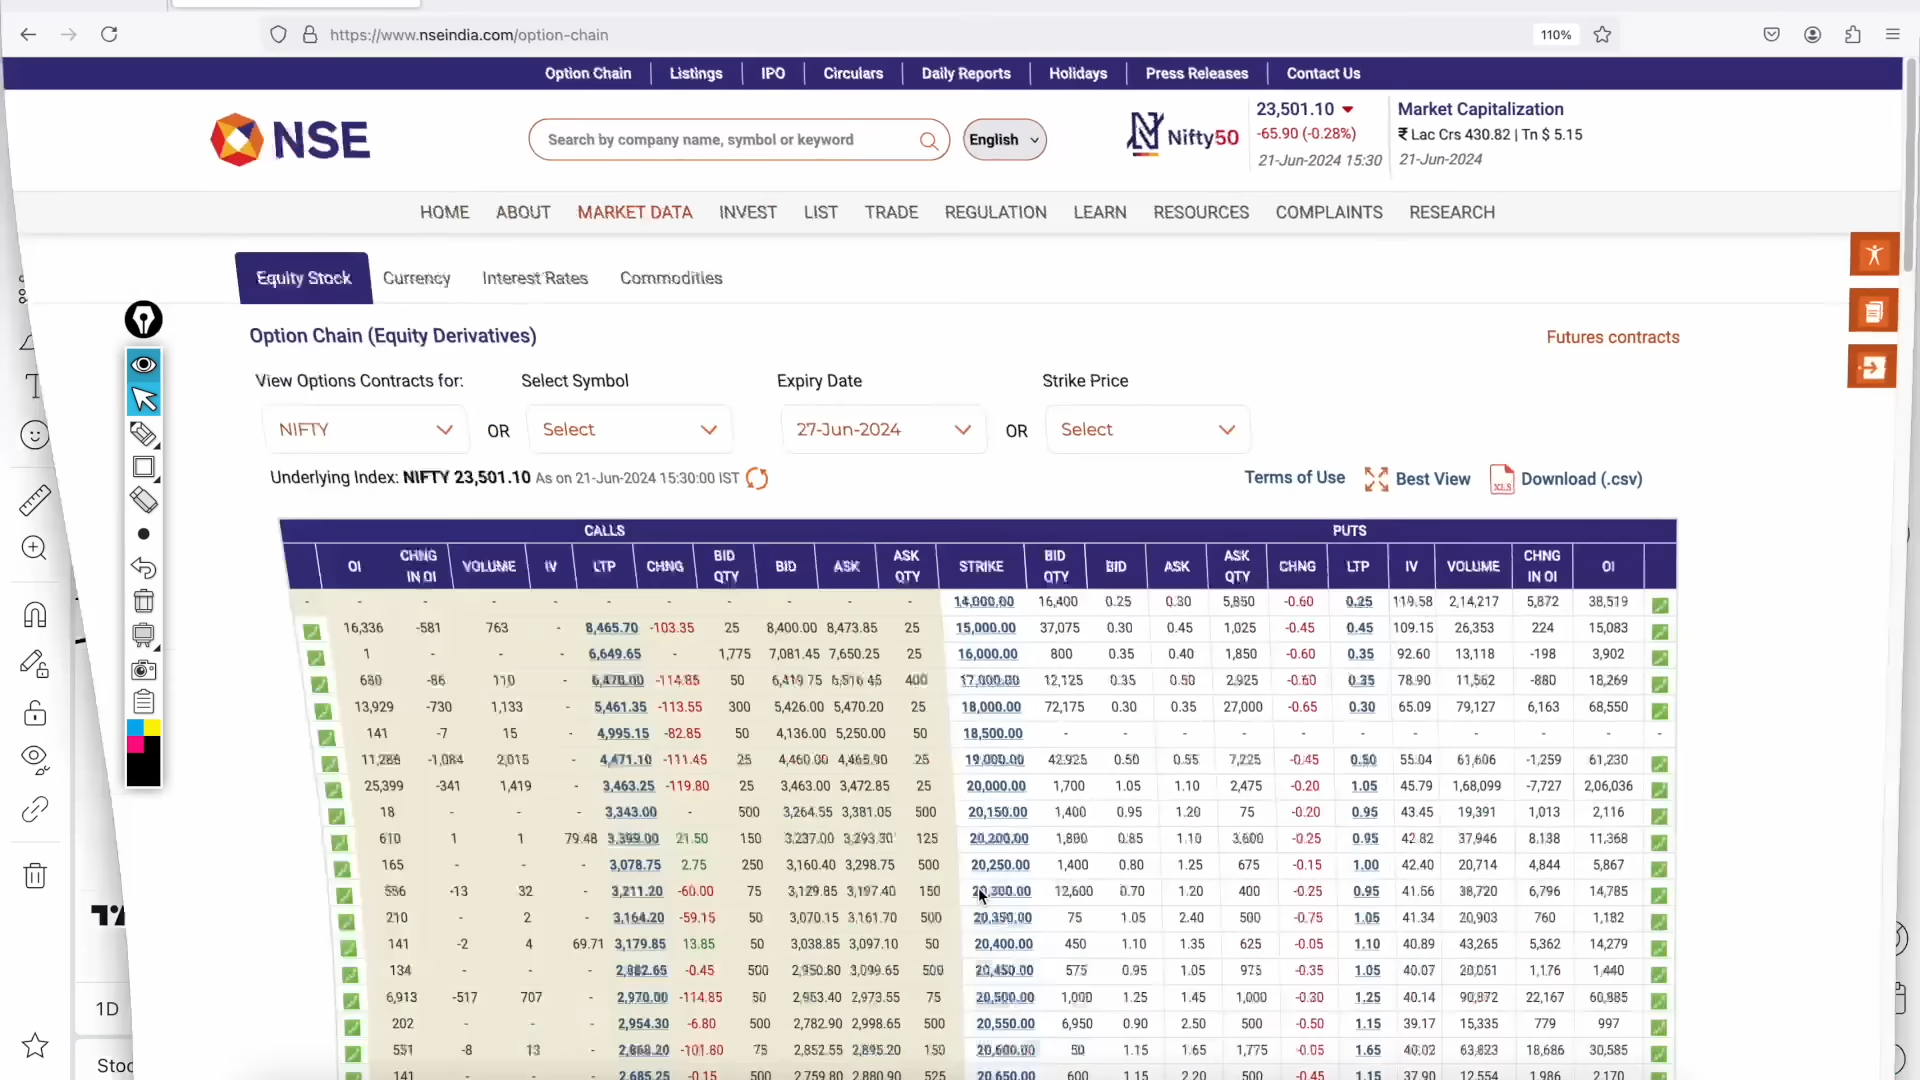 https://www.nseindia.com/option-chain
110%
Option Chain
Listings
IPO
Circulars
Daily Reports
Holidays
Press Releases
Contact Us
NSE
Search by company name, symbol or keyword
English
Nifty50
23,501.10
-65.90 (-0.28%)
21-Jun-2024 15:30
Market Capitalization
₹ Lac Crs 430.82 | Tn $ 5.15
21-Jun-2024
HOME ABOUT MARKET DATA INVEST LIST TRADE REGULATION LEARN RESOURCES COMPLAINTS RESEARCH
Equity Stock Currency Interest Rates Commodities
Option Chain (Equity Derivatives)
Futures contracts
View Options Contracts for: Select Symbol Expiry Date Strike Price
NIFTY OR Select 27-Jun-2024 OR Select
Underlying Index: NIFTY 23,501.10 As on 21-Jun-2024 15:30:00 IST
Terms of Use Best View XLS Download (.csv)
CALLS PUTS
OI CHNG IN OI VOLUME IV LTP CHNG BID QTY BID ASK ASK QTY STRIKE BID QTY BID ASK ASK QTY CHNG LTP IV VOLUME CHNG IN OI OI
- - - - - - - - - - 14,000.00 16,400 0.25 0.30 5,850 -0.60 0.25 119.58 2,14,217 5,872 38,519
16,336 -581 763 - 8,465.70 -103.35 25 8,400.00 8,473.85 25 15,000.00 37,075 0.30 0.45 1,025 -0.45 0.45 109.15 26,353 224 15,083
1 - - - 6,649.65 - 1,775 7,081.45 7,650.25 25 16,000.00 800 0.35 0.40 1,850 -0.60 0.35 92.60 13,118 -198 3,902
680 -86 110 - 6,478.00 -114.85 50 6,419.75 6,516.45 400 17,000.00 12,125 0.35 0.50 2,925 -0.60 0.35 78.90 11,562 -880 18,269
13,929 -730 1,133 - 5,461.35 -113.55 300 5,426.00 5,470.20 25 18,000.00 72,175 0.30 0.35 27,000 -0.65 0.30 65.09 79,127 6,163 68,550
141 -7 15 - 4,995.15 -82.85 50 4,136.00 5,250.00 50 18,500.00 - - - - - - - - - -
-1,084 2,015 - 4,471.10 -111.45 25 4,460.00 25 19,000.00 42,925 0.50 0.55 7,225 -0.45 0.50 55.04 61,606 -1,259 61,230
25,399 -341 1,419 - 3,463.25 -119.80 25 3,463.00 3,472.85 25 20,000.00 1,700 1.05 1.10 2,475 -0.20 1.05 45.79 1,68,099 -7,727 2,06,036
18 - - - 3,343.00 - 500 3,264.55 3,381.05 500 20,150.00 1,400 0.95 1.20 75 -0.20 0.95 43.45 19,391 1,013 2,116
610 1 1 79.48 3,399.00 21.50 150 3,237.00 3,293.30 125 20,200.00 1,800 0.85 1.10 3,600 -0.25 0.95 42.82 37,946 8,138 11,368
165 - - - 3,078.75 2.75 250 3,160.40 3,298.75 500 20,250.00 1,400 0.80 1.25 675 -0.15 1.00 42.40 20,714 4,844 5,867
-13 32 - 3,211.20 -60.00 75 3,129.85 3,197.40 150 20,300.00 12,600 0.70 1.20 400 -0.25 0.95 41.56 38,720 6,796 14,785
210 - 2 - 3,164.20 -59.15 50 3,070.15 3,161.70 500 20,350.00 75 1.05 2.40 500 -0.75 1.05 41.34 20,903 760 1,182
141 -2 4 69.71 3,179.85 13.85 50 3,038.85 3,097.10 50 20,400.00 450 1.10 1.35 625 -0.05 1.10 40.89 43,265 5,362 14,279
134 - - - 2,882.65 -0.45 500 2,950.80 3,099.65 500 20,450.00 575 0.95 1.05 975 -0.35 1.05 40.07 20,051 1,176 1,440
6,913 -517 707 - 2,970.00 -114.85 50 2,963.40 2,973.55 75 20,500.00 1,000 1.25 1.45 1,000 -0.30 1.25 40.14 90,872 22,167 60,885
202 - - - 2,954.30 -6.80 500 2,782.90 2,998.65 500 20,550.00 6,950 0.90 2.50 500 -0.50 1.15 39.17 15,335 779 997
551 -8 13 - 2,868.20 -101.80 75 2,852.55 2,895.20 150 20,600.00 50 1.15 1.65 1,775 -0.05 1.65 40.02 63,823 18,686 30,585
141 - - - 2,685.25 -0.15 500 2,759.80 2,880.90 525 20,650.00 600 1.15 2.20 500 -0.45 1.15 37.90 12,554 1,986 2,170
1D
Stoc